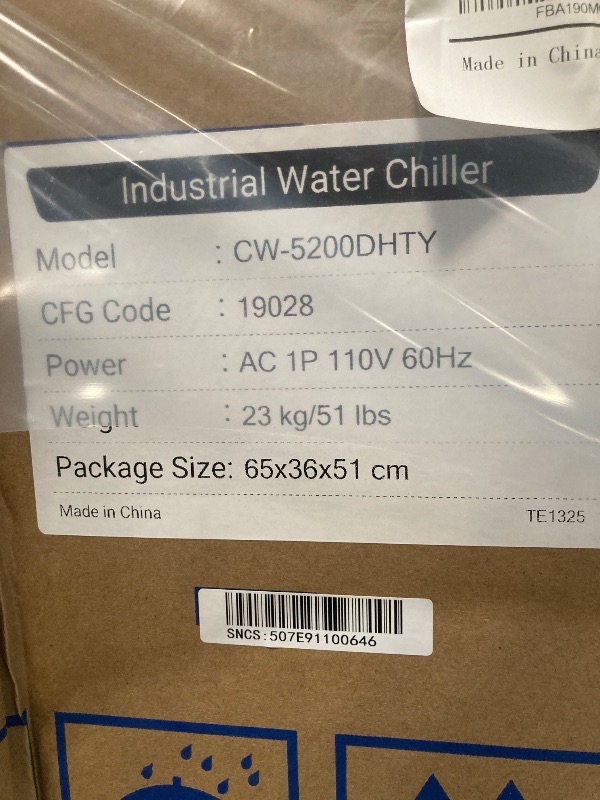 FBA190M
Made in China
Industrial Water Chiller
Model : CW-5200DHTY
CFG Code : 19028
Power : AC 1P 110V 60Hz
Weight : 23 kg/51 lbs
Package Size: 65x36x51 cm
Made in China TE1325
SNCS:507E91100646